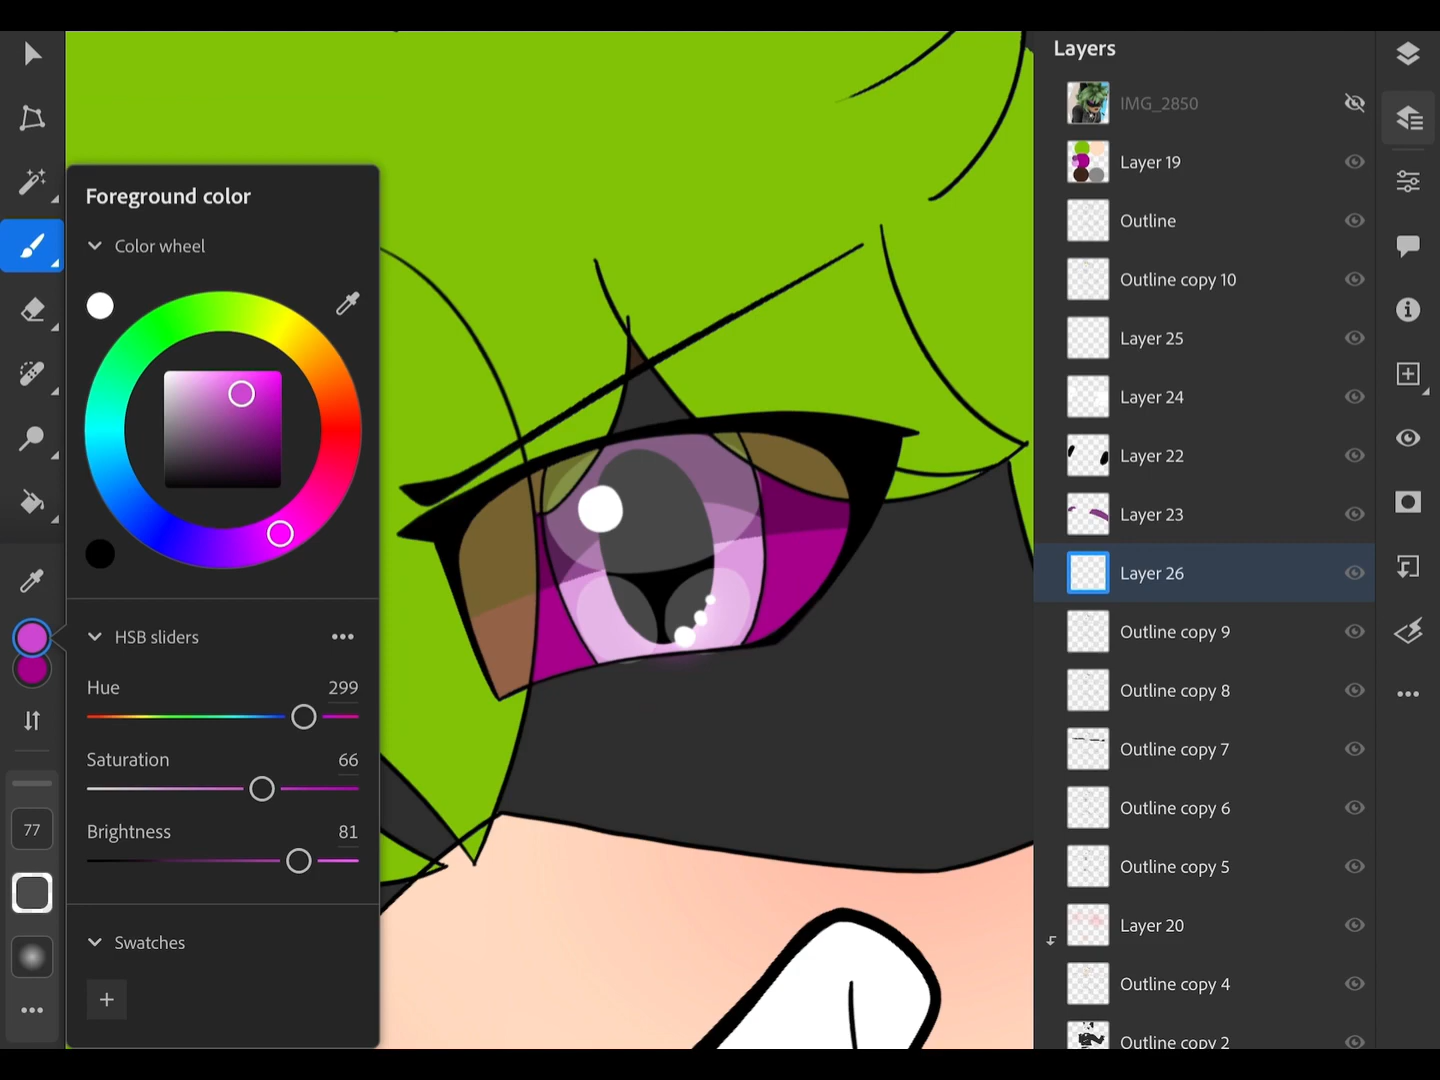 Foreground color
Color wheel
HSB sliders
Hue
299
Saturation
66
Brightness
81
Swatches
77
Layers
IMG_2850
Layer 19
Outline
Outline copy 10
Layer 25
Layer 24
Layer 22
Layer 23
Layer 26
Outline copy 9
Outline copy 8
Outline copy 7
Outline copy 6
Outline copy 5
Layer 20
Outline copy 4
Outline copy 2